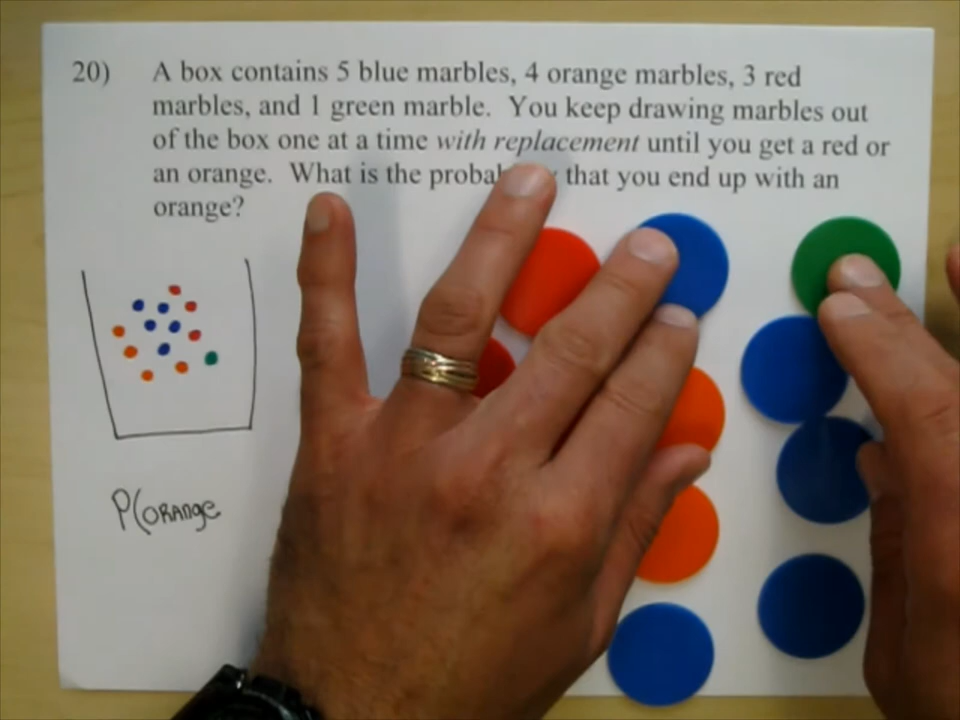 20) A box contains 5 blue marbles, 4 orange marbles, 3 red
marbles, and 1 green marble. You keep drawing marbles out
of the box one at a time with replacement until you get a red or
an orange. What is the that you end up with an
orange?
P(ORANGE